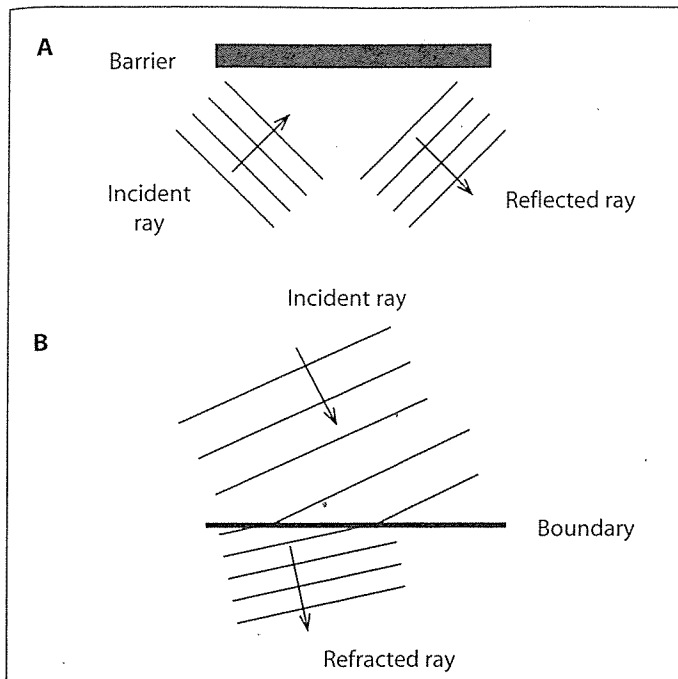 A
Barrier
Incident
ray
Reflected ray
Incident ray
B
Boundary
Refracted ray